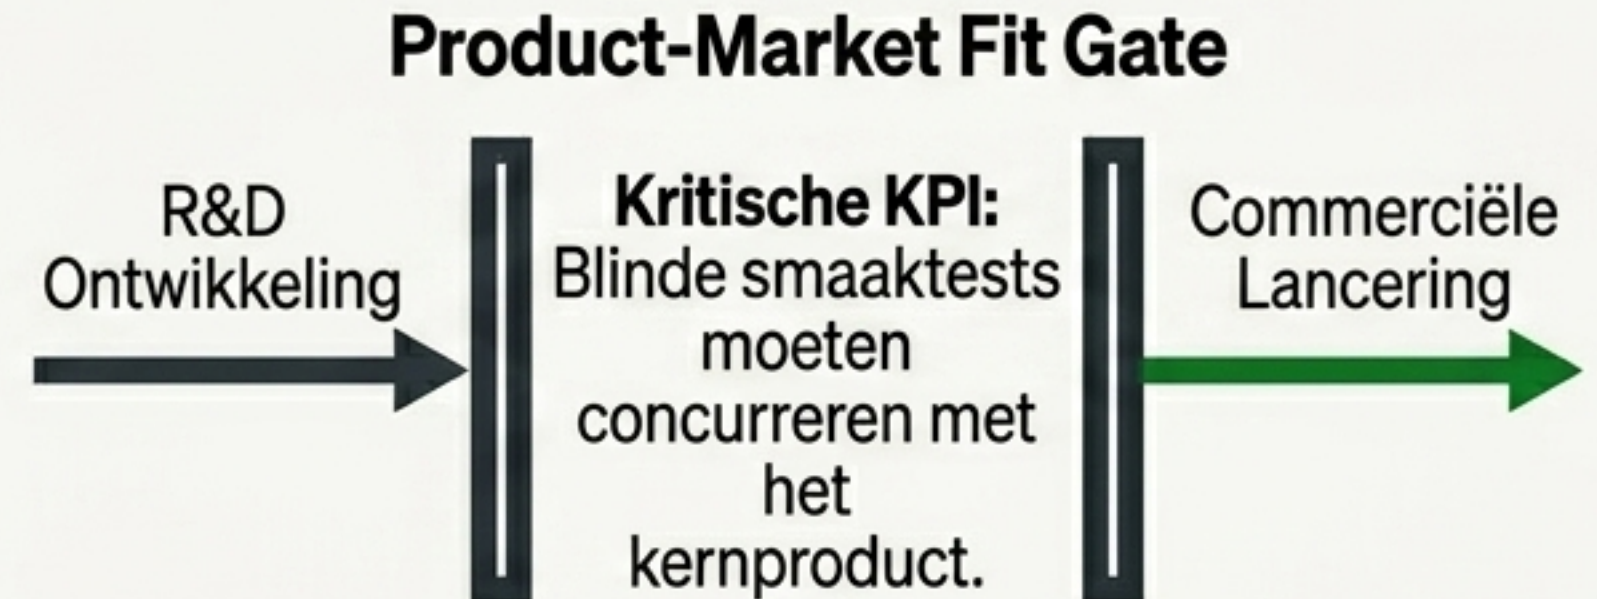 Product-Market Fit Gate
R&D
Ontwikkeling
Kritische KPI:
Blinde smaaktests
moeten
concurreren met
het
kernproduct.
Commerciële
Lancering